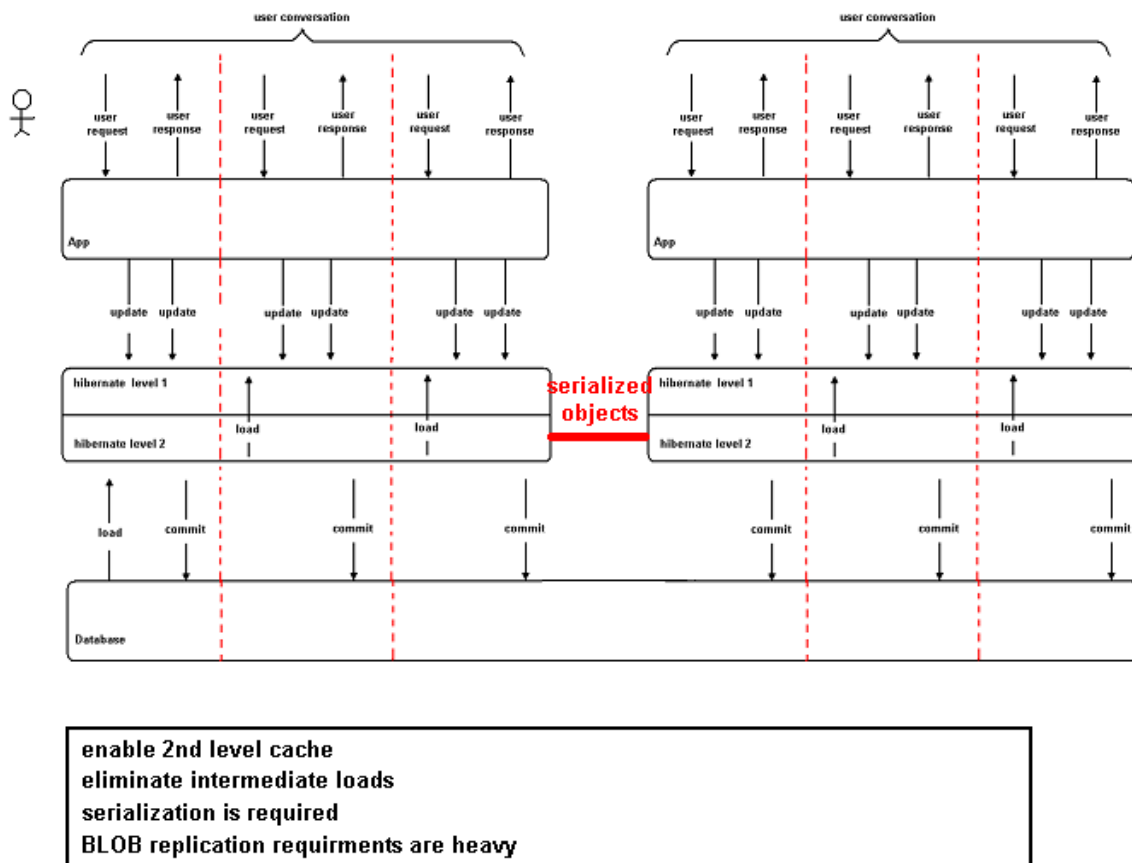 user conversation
user conversation
user
request
user
response
user
request
user
response
user
request
user
response
user
request
user
response
user
request
user
response
user
request
user
response
App
App
update
update
update
update
update
update
update
update
update
update
update
update
hibernate level 1
serialized
objects
hibernate level 1
load
load
load
load
hibernate level 2
hibernate level 2
load
commit
commit
commit
commit
commit
commit
Database
enable 2nd level cache
eliminate intermediate loads
serialization is required
BLOB replication requirments are heavy